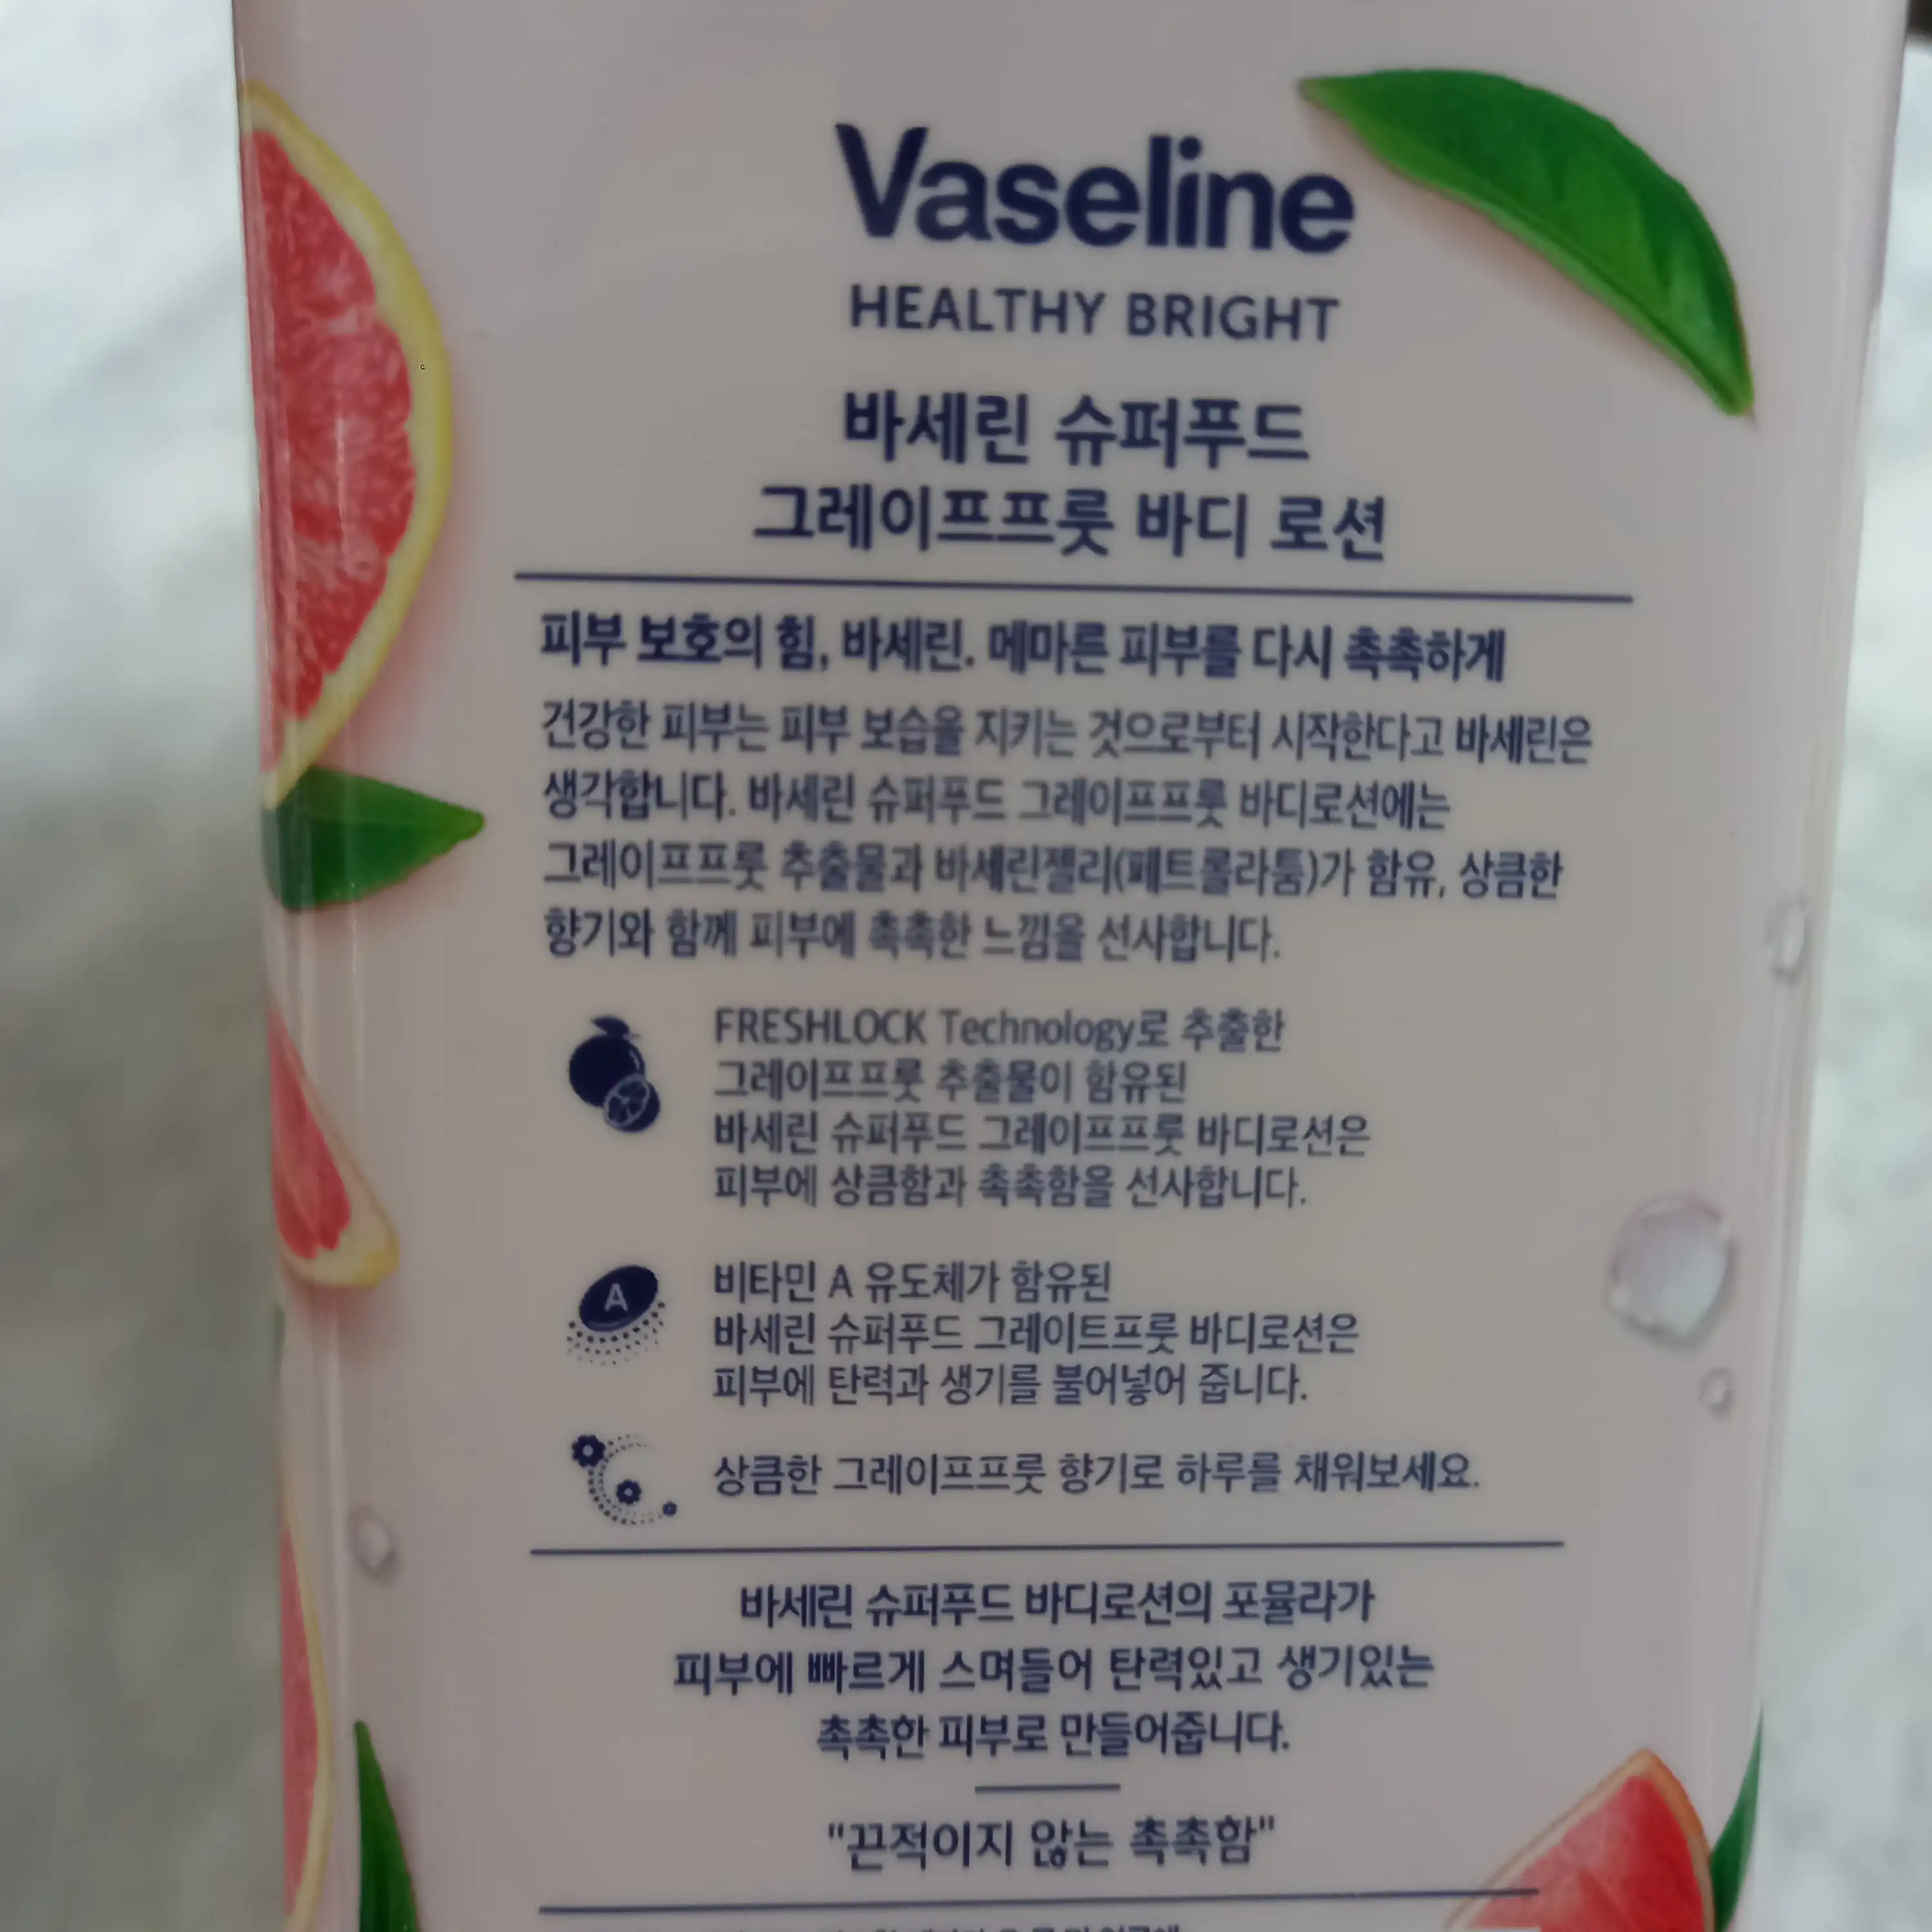 Vaseline
HEALTHY BRIGHT
바세린 슈퍼푸드
그레이프프룻 바디 로션
피부 보호의 힘, 바세린. 메마른 피부를 다시 촉촉하게
건강한 피부는 피부 보습을 지키는 것으로부터 시작한다고 바세린은
생각합니다. 바세린 슈퍼푸드 그레이프프룻 바디로션에는
그레이프프룻 추출물과 바세린젤리(페트롤라툼)가 함유, 상큼한
향기와 함께 피부에 촉촉한 느낌을 선사합니다.
FRESHLOCK Technology로 추출한
그레이프프룻 추출물이 함유된
바세린 슈퍼푸드 그레이프프룻 바디로션은
피부에 상큼함과 촉촉함을 선사합니다.
A
비타민 A 유도체가 함유된
바세린 슈퍼푸드 그레이트프룻 바디로션은
피부에 탄력과 생기를 불어넣어 줍니다.
상큼한 그레이프프룻 향기로 하루를 채워보세요.
바세린 슈퍼푸드 바디로션의 포뮬라가
피부에 빠르게 스며들어 탄력있고 생기있는
촉촉한 피부로 만들어줍니다.
"끈적이지 않는 촉촉함"